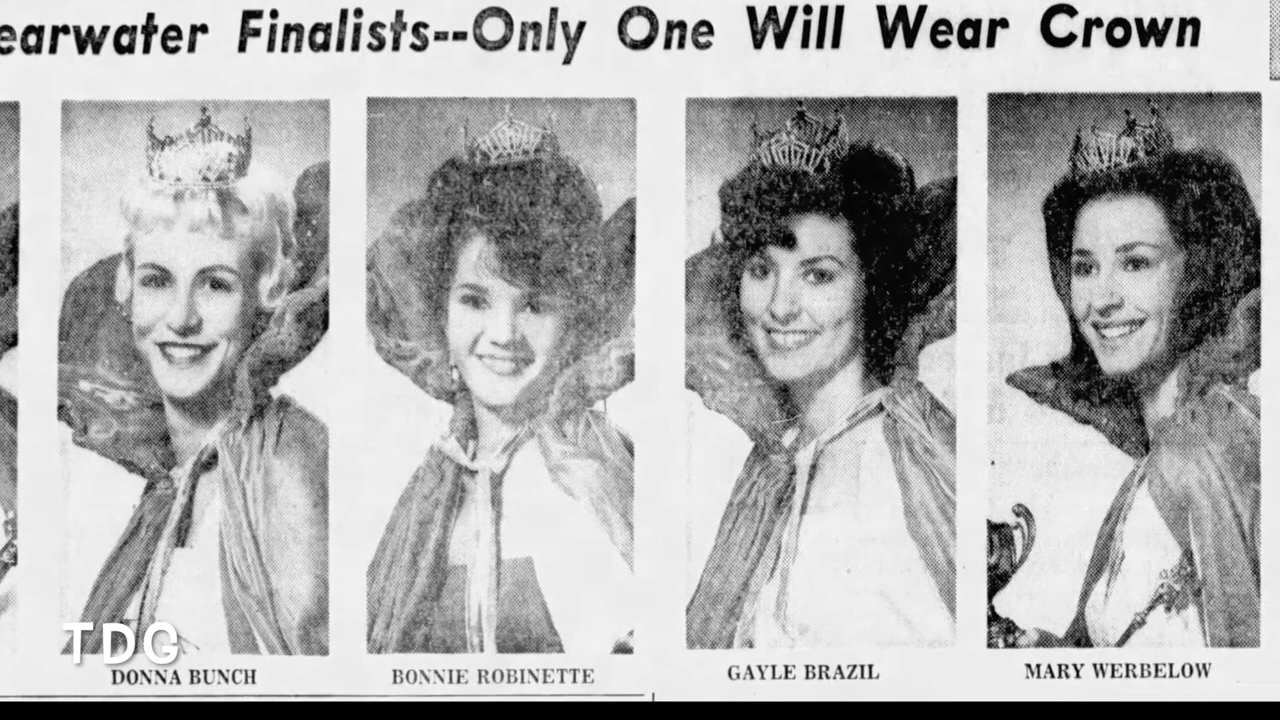 earwater Finalists--Only One Will Wear Crown
TDG
DONNA BUNCH
BONNIE ROBINETTE
GAYLE BRAZIL
MARY WERBELOW